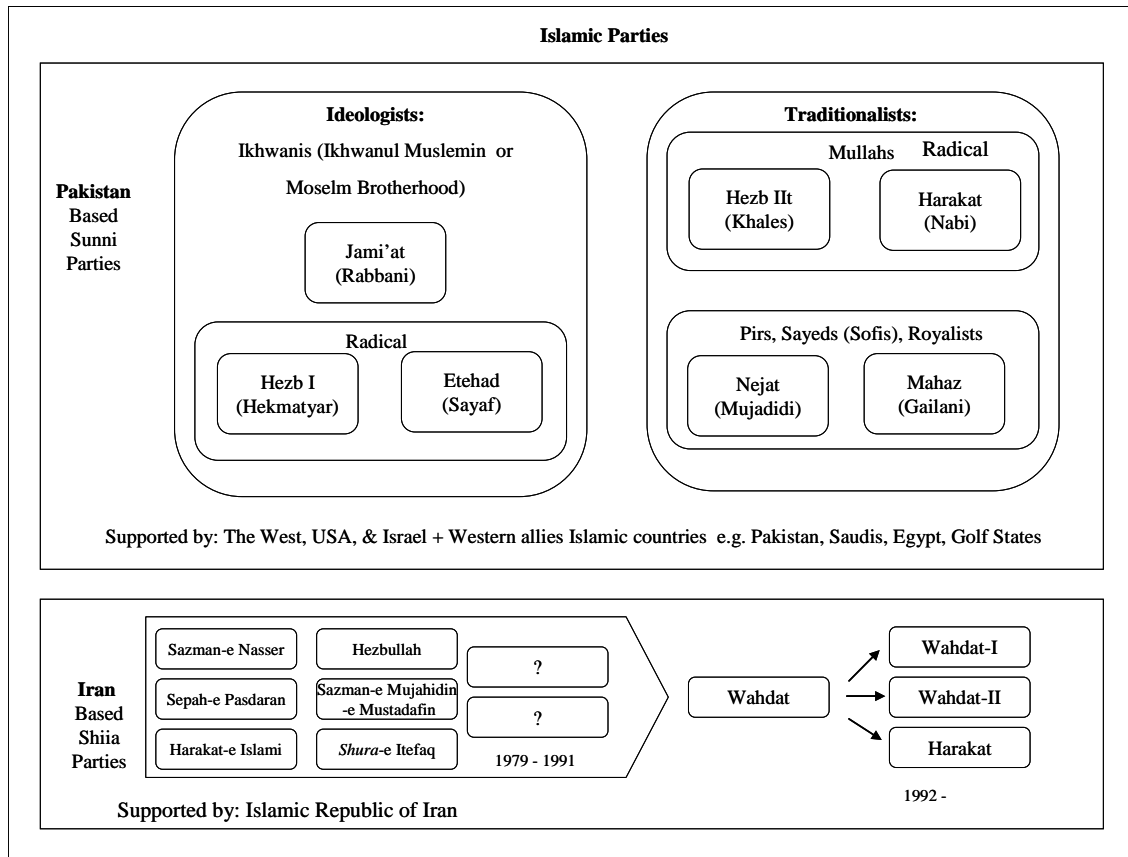 Islamic Parties
Pakistan
Based
Sunni
Parties
Ideologists:
Ikhwanis (Ikhwanul Muslemin or
Moselm Brotherhood)
Jami’at
(Rabbani)
Radical
Hezb I
(Hekmatyar)
Etehad
(Sayaf)
Traditionalists:
Mullahs Radical
Hezb IIt
(Khales)
Harakat
(Nabi)
Pirs, Sayeds (Sofis), Royalists
Nejat
(Mujadidi)
Mahaz
(Gailani)
Supported by: The West, USA, & Israel + Western allies Islamic countries e.g. Pakistan, Saudis, Egypt, Golf States
Iran
Based
Shiia
Parties
Sazman-e Nasser
Sepah-e Pasdaran
Harakat-e Islami
Hezbullah
Sazman-e Mujahidin
-e Mustadafin
Shura-e Itefaq
?
?
1979 - 1991
Wahdat
Wahdat-I
Wahdat-II
Harakat
1992 -
Supported by: Islamic Republic of Iran